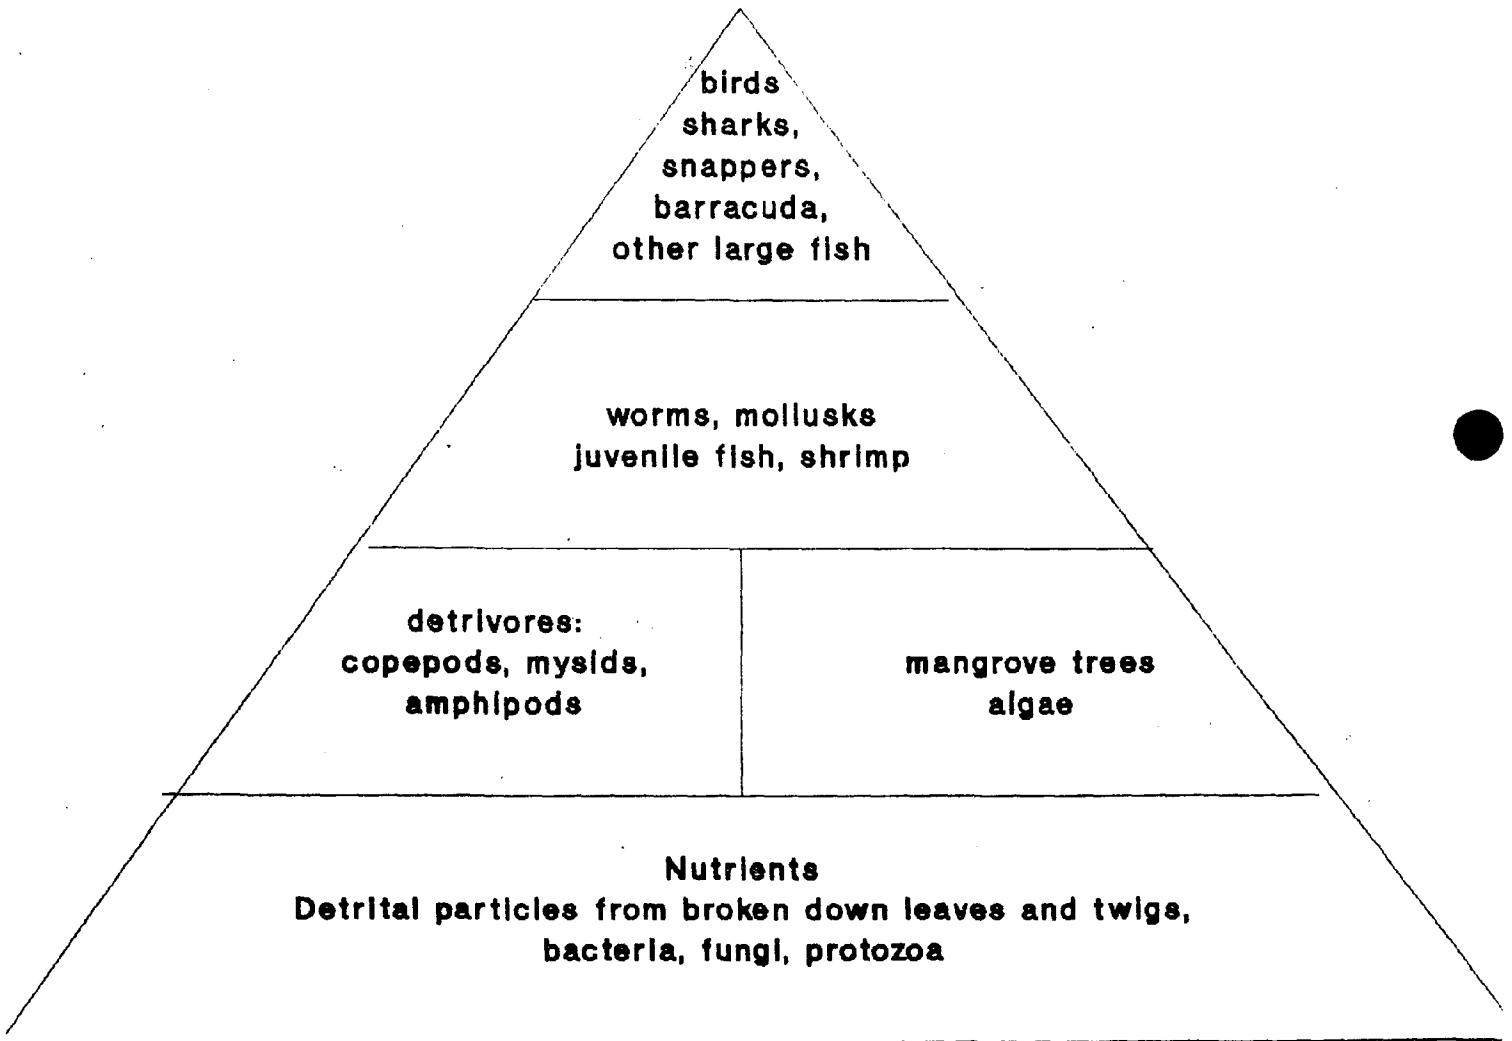 birds
sharks,
snappers,
barracuda,
other large fish
worms, mollusks
juvenile fish, shrimp
detrivores:
copepods, mysids,
amphipods
mangrove trees
algae
Nutrients
Detrital particles from broken down leaves and twigs,
bacteria, fungi, protozoa